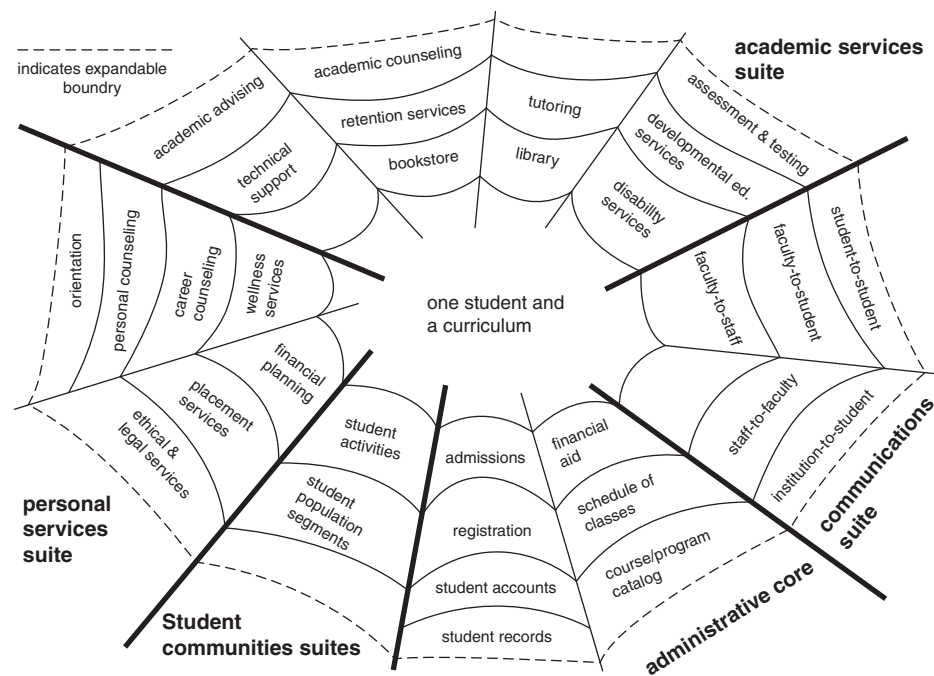 indicates expandable
boundry
academic services
suite
academic advising
academic counseling
technical
support
retention services
bookstore
tutoring
library
assessment & testing
developmental ed.
services
disability
services
one student and
a curriculum
orientation
personal counseling
career
counseling
wellness
services
financial
planning
placement
services
ethical &
legal services
personal
services
suite
student
activities
student
population
segments
Student
communities suites
admissions
registration
student accounts
student records
financial
aid
schedule of
classes
course/program
catalog
administrative core
faculty-to-staff
faculty-to-student
student-to-student
staff-to-faculty
institution-to-student
communications
suite